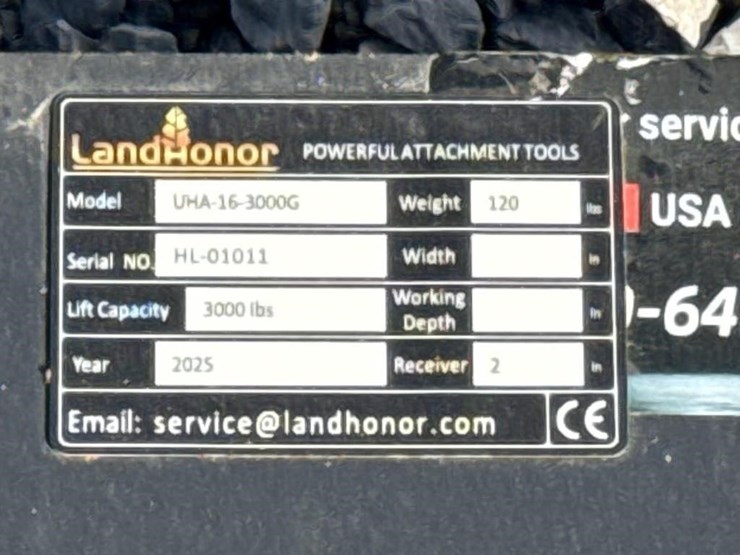 LandHonor POWERFUL ATTACHMENT TOOLS
Model UHA-16-3000G Weight 120 lbs
Serial NO. HL-01011 Width in
Lift Capacity 3000 lbs Working Depth in
Year 2025 Receiver 2 in
Email: service@landhonor.com CE
USA
-64